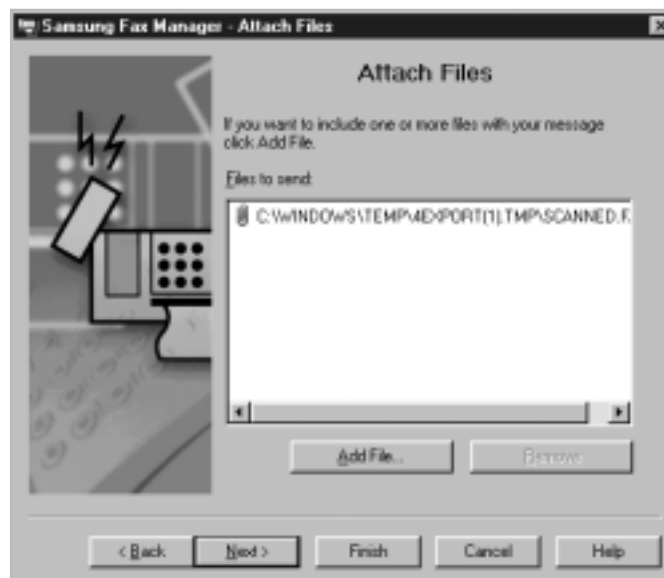 Samsung Fax Manager - Attach Files
Attach Files
If you want to include one or more files with your message
click Add File.
Files to send:
C:\WINDOWS\TEMP\4EXPORT(1).TMP\SCANNED.F
Add File... Remove
< Back Next > Finish Cancel Help